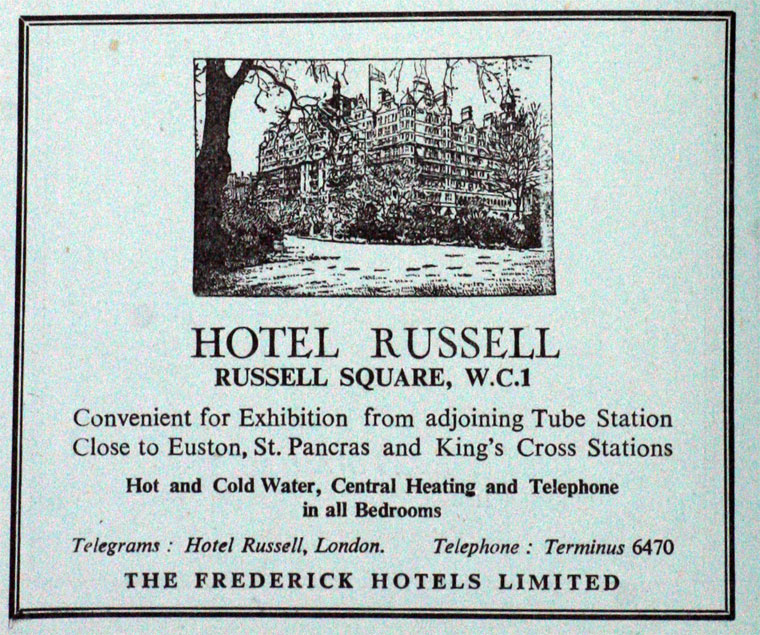 HOTEL RUSSELL
RUSSELL SQUARE, W.C.1
Convenient for Exhibition from adjoining Tube Station
Close to Euston, St. Pancras and King's Cross Stations
Hot and Cold Water, Central Heating and Telephone
in all Bedrooms
Telegrams : Hotel Russell, London. Telephone : Terminus 6470
THE FREDERICK HOTELS LIMITED